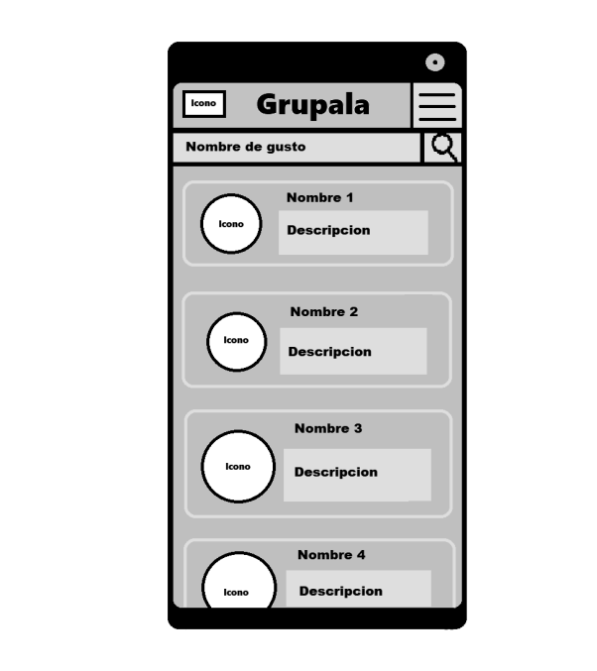 Icono
Grupala
Nombre de gusto
Nombre 1
Icono
Descripcion
Nombre 2
Icono
Descripcion
Nombre 3
Icono
Descripcion
Nombre 4
Icono
Descripcion